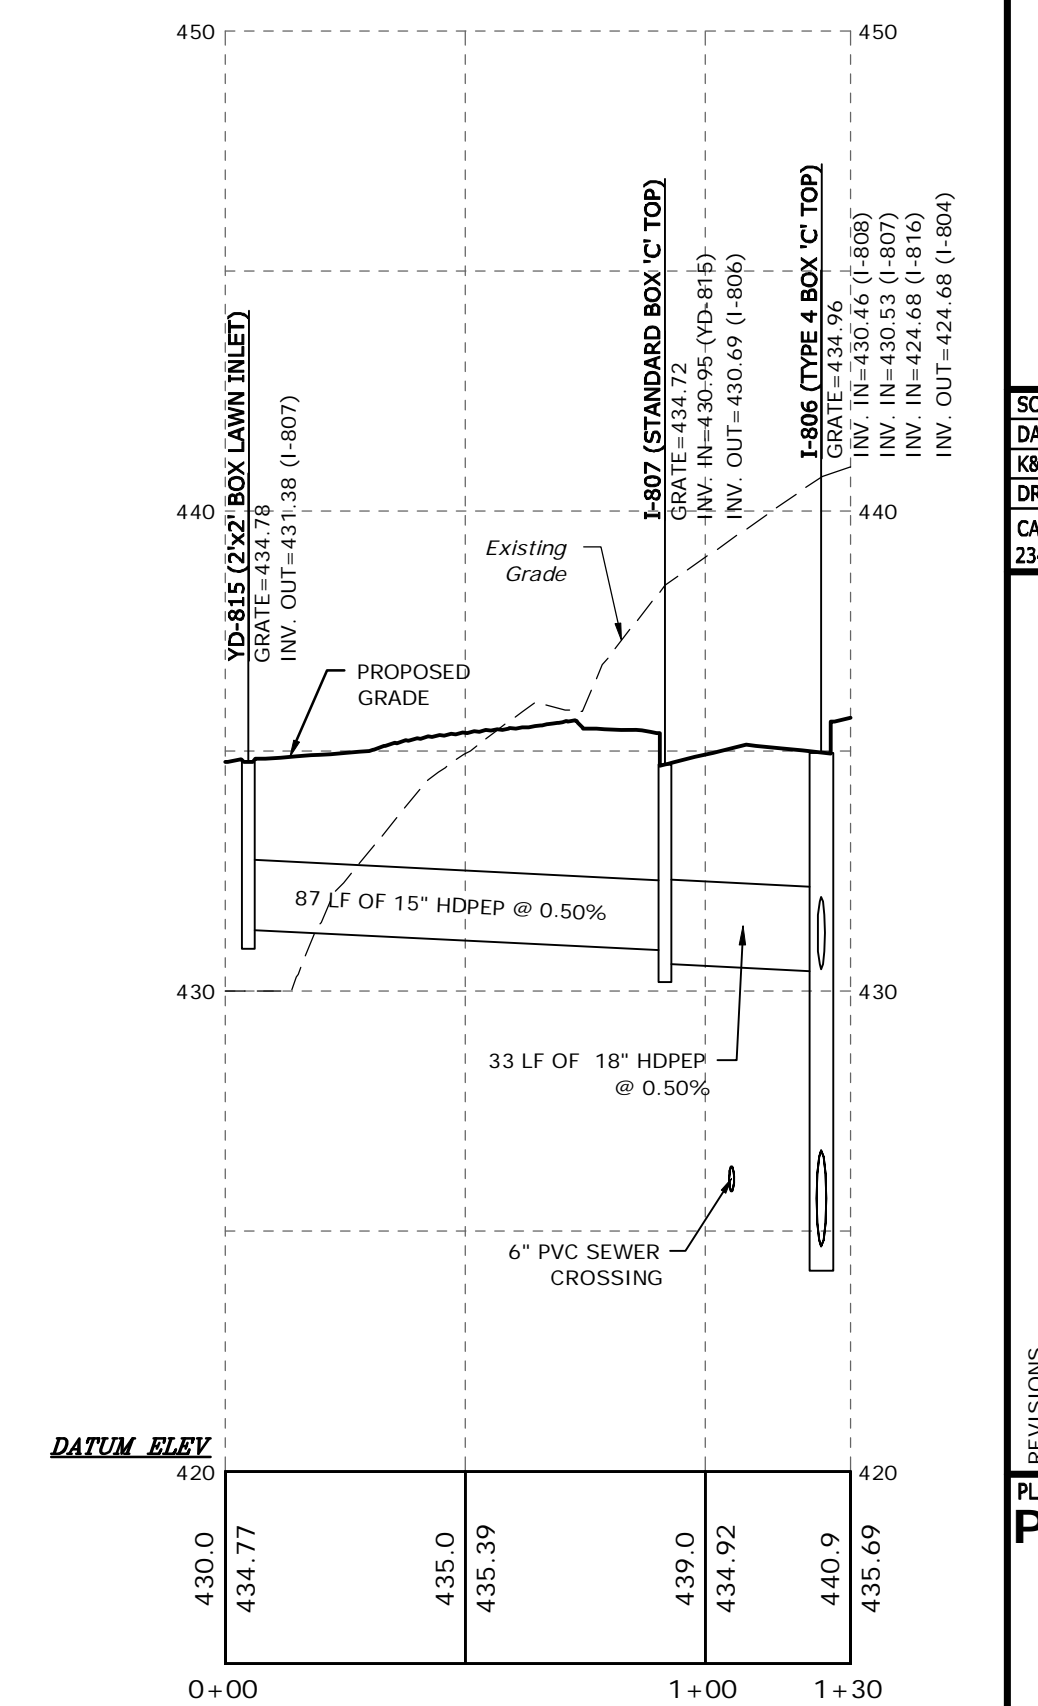 450
450
YD-815 (2'x2' BOX LAWN INLET)
GRATE=434.78
INV. OUT=431.38 (I-807)
I-807 (STANDARD BOX 'C' TOP)
GRATE=434.72
INV. IN=430.95 (YD-815)
INV. OUT=430.69 (I-806)
I-806 (TYPE 4 BOX 'C' TOP)
GRATE=434.96
INV. IN=430.46 (I-808)
INV. IN=430.53 (I-807)
INV. IN=424.68 (I-816)
INV. OUT=424.68 (I-804)
440
440
Existing
Grade
PROPOSED
GRADE
87 LF OF 15" HDPEP @ 0.50%
430
430
33 LF OF 18" HDPEP
@ 0.50%
6" PVC SEWER
CROSSING
DATUM ELEV
420
420
430.0
434.77
435.0
435.39
439.0
434.92
440.9
435.69
0+00
1+00
1+30
SC
DA
K&
DR
CA
23-
REVISIONS
PL
P